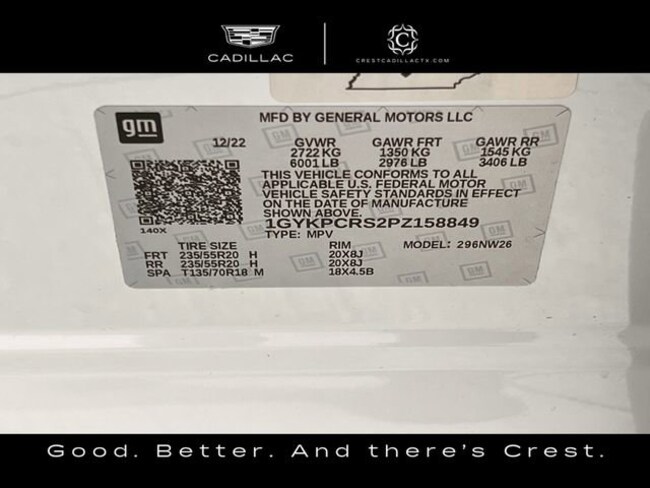 CADILLAC
C
CRESTCADILLACTX.COM
gm
MFD BY GENERAL MOTORS LLC
12/22 GVWR GAWR FRT GAWR RR
2722 KG 1350 KG 1545 KG
6001 LB 2976 LB 3406 LB
THIS VEHICLE CONFORMS TO ALL
APPLICABLE U.S. FEDERAL MOTOR
VEHICLE SAFETY STANDARDS IN EFFECT
ON THE DATE OF MANUFACTURE
SHOWN ABOVE.
140X
1GYKPCRS2PZ158849
TYPE: MPV MODEL: 296NW26
TIRE SIZE RIM
FRT 235/55R20 H 20X8J
RR 235/55R20 H 20X8J
SPA T135/70R18 M 18X4.5B
Good. Better. And there's Crest.